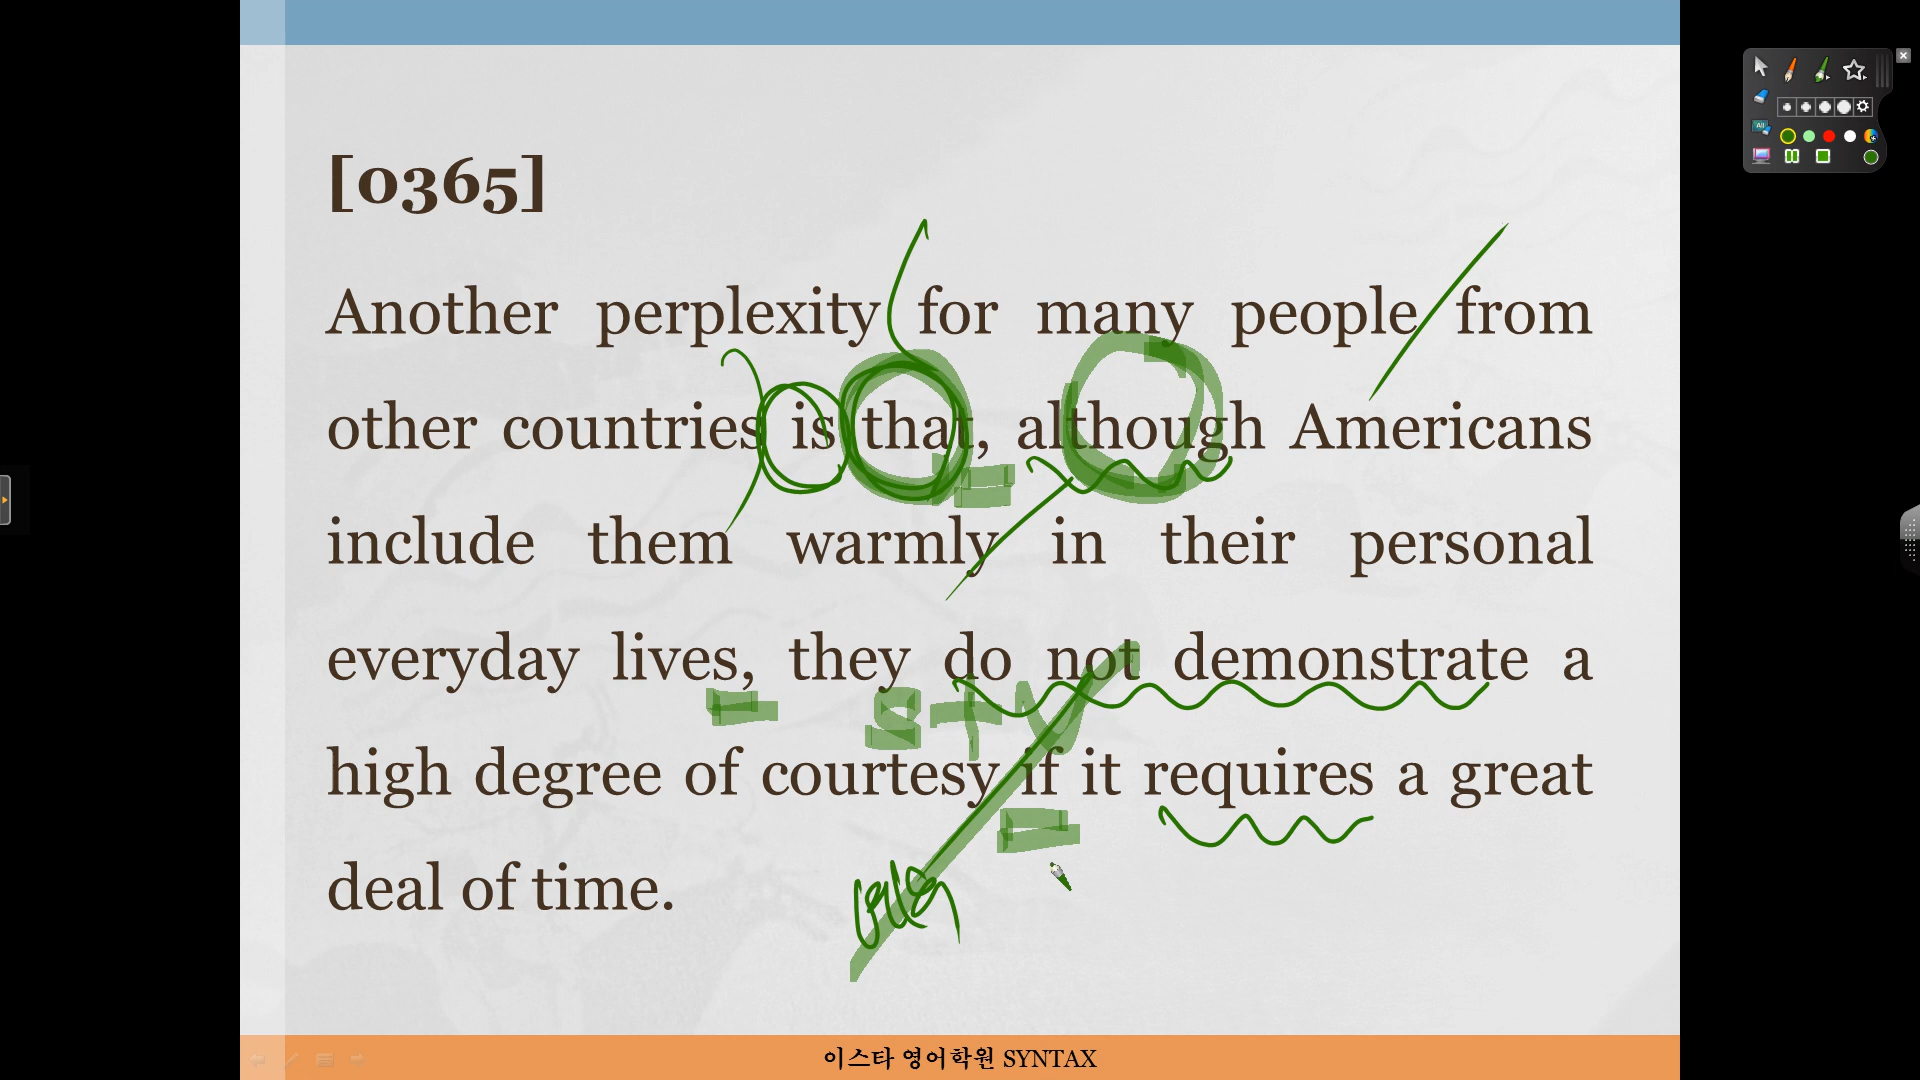 [0365]
Another perplexity for many people from
other countries is that, although Americans
include them warmly in their personal
everyday lives, they do not demonstrate a
S+V
high degree of courtesy if it requires a great
deal of time.
이스타 영어학원 SYNTAX